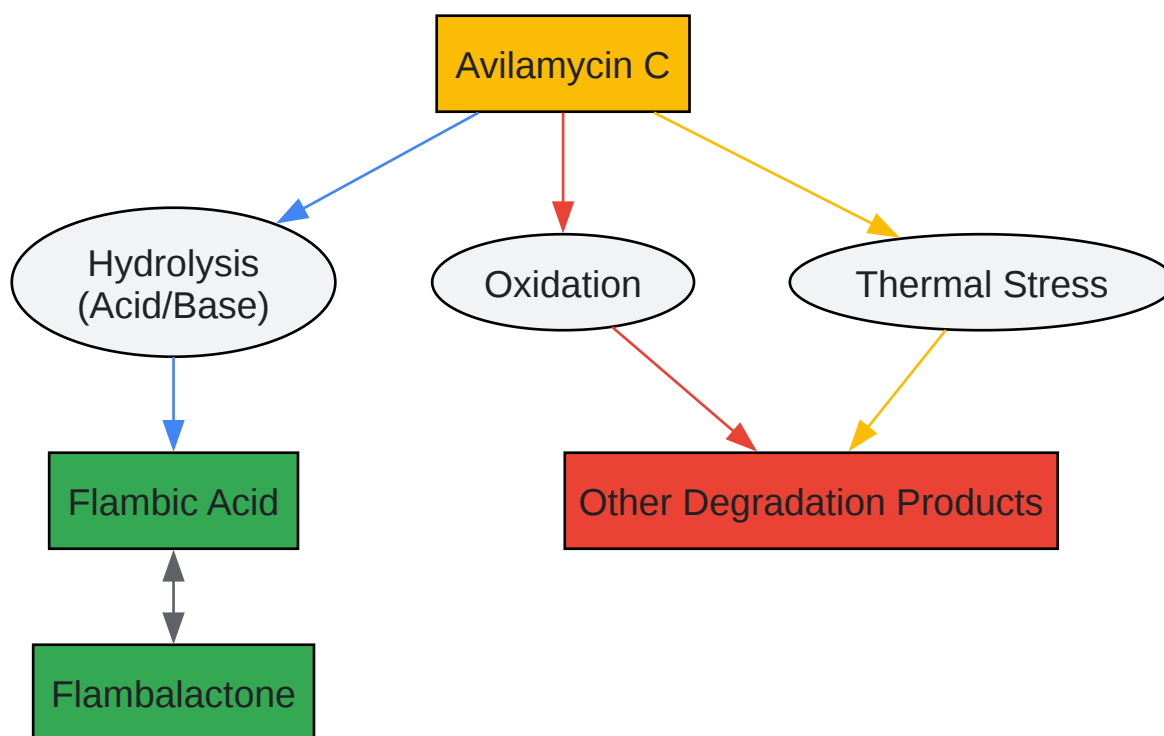 Avilamycin C
Hydrolysis
(Acid/Base)
Oxidation
Thermal Stress
Flambic Acid
Other Degradation Products
Flambalactone